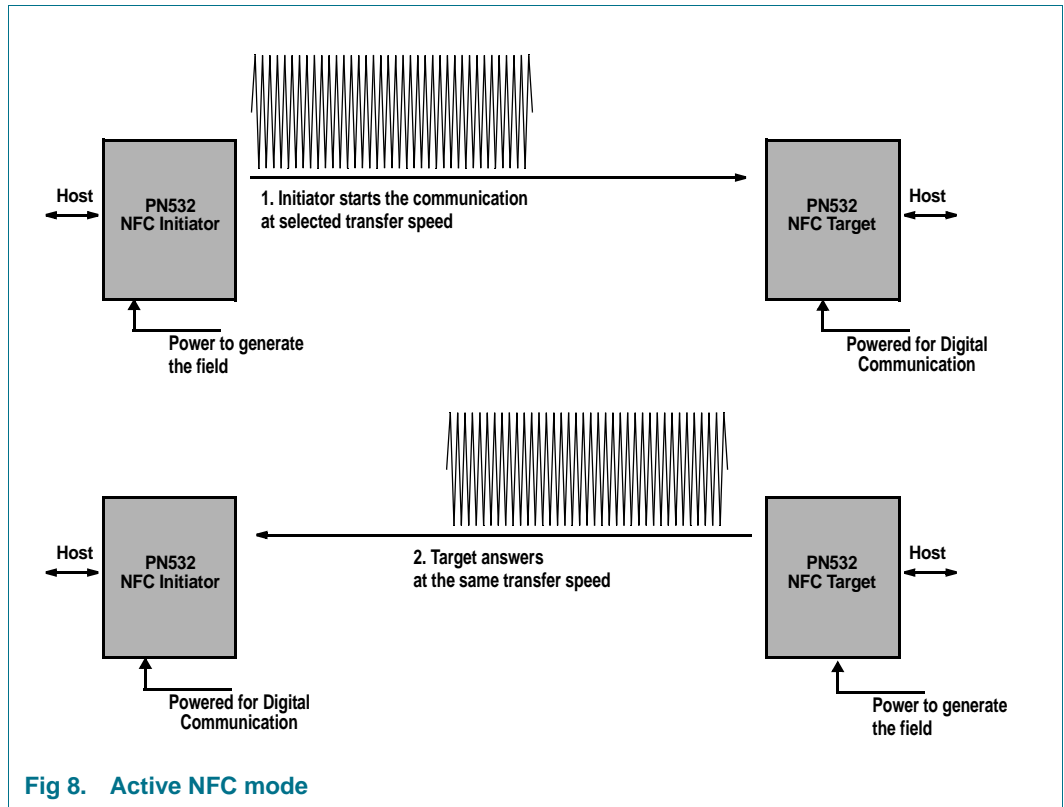 Host
PN532
NFC Initiator
1. Initiator starts the communication
at selected transfer speed
PN532
NFC Target
Host
Power to generate
the field
Powered for Digital
Communication
Host
PN532
NFC Initiator
2. Target answers
at the same transfer speed
PN532
NFC Target
Host
Powered for Digital
Communication
Power to generate
the field
Fig 8. Active NFC mode